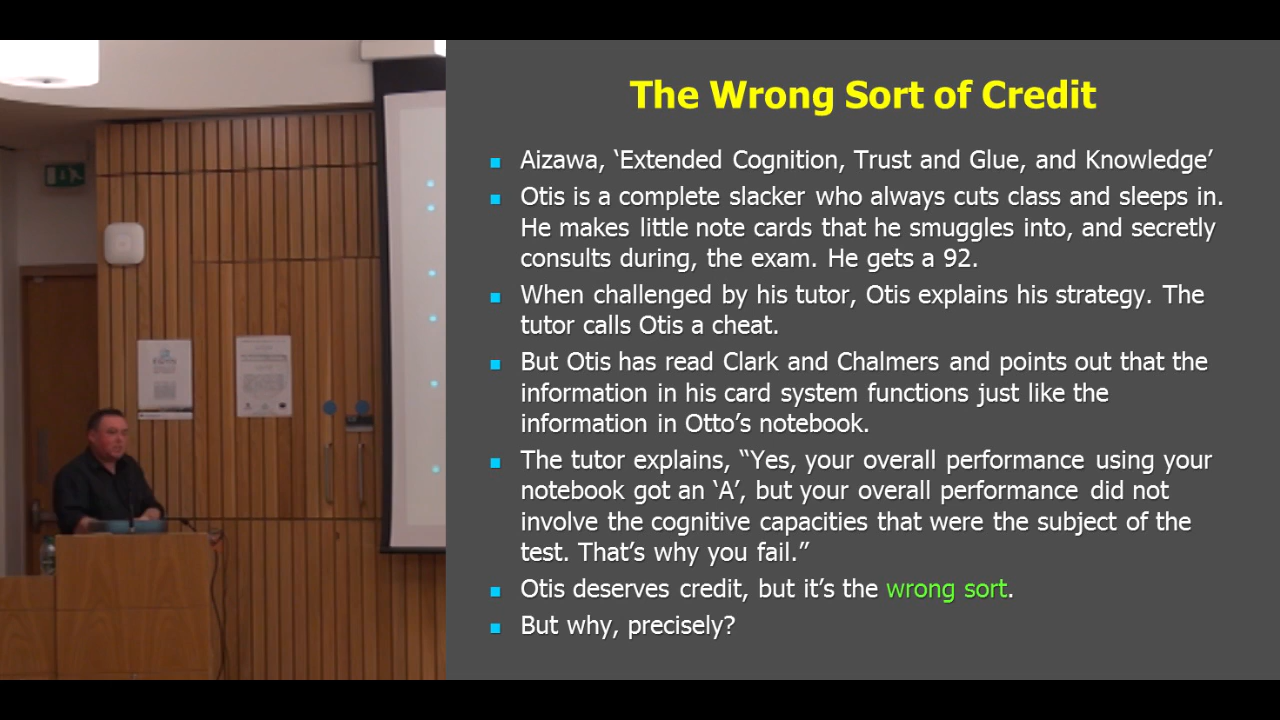 The Wrong Sort of Credit
Aizawa, ‘Extended Cognition, Trust and Glue, and Knowledge’
Otis is a complete slacker who always cuts class and sleeps in.
He makes little note cards that he smuggles into, and secretly
consults during, the exam. He gets a 92.
When challenged by his tutor, Otis explains his strategy. The
tutor calls Otis a cheat.
But Otis has read Clark and Chalmers and points out that the
information in his card system functions just like the
information in Otto’s notebook.
The tutor explains, “Yes, your overall performance using your
notebook got an ‘A’, but your overall performance did not
involve the cognitive capacities that were the subject of the
test. That’s why you fail.”
Otis deserves credit, but it’s the wrong sort.
But why, precisely?